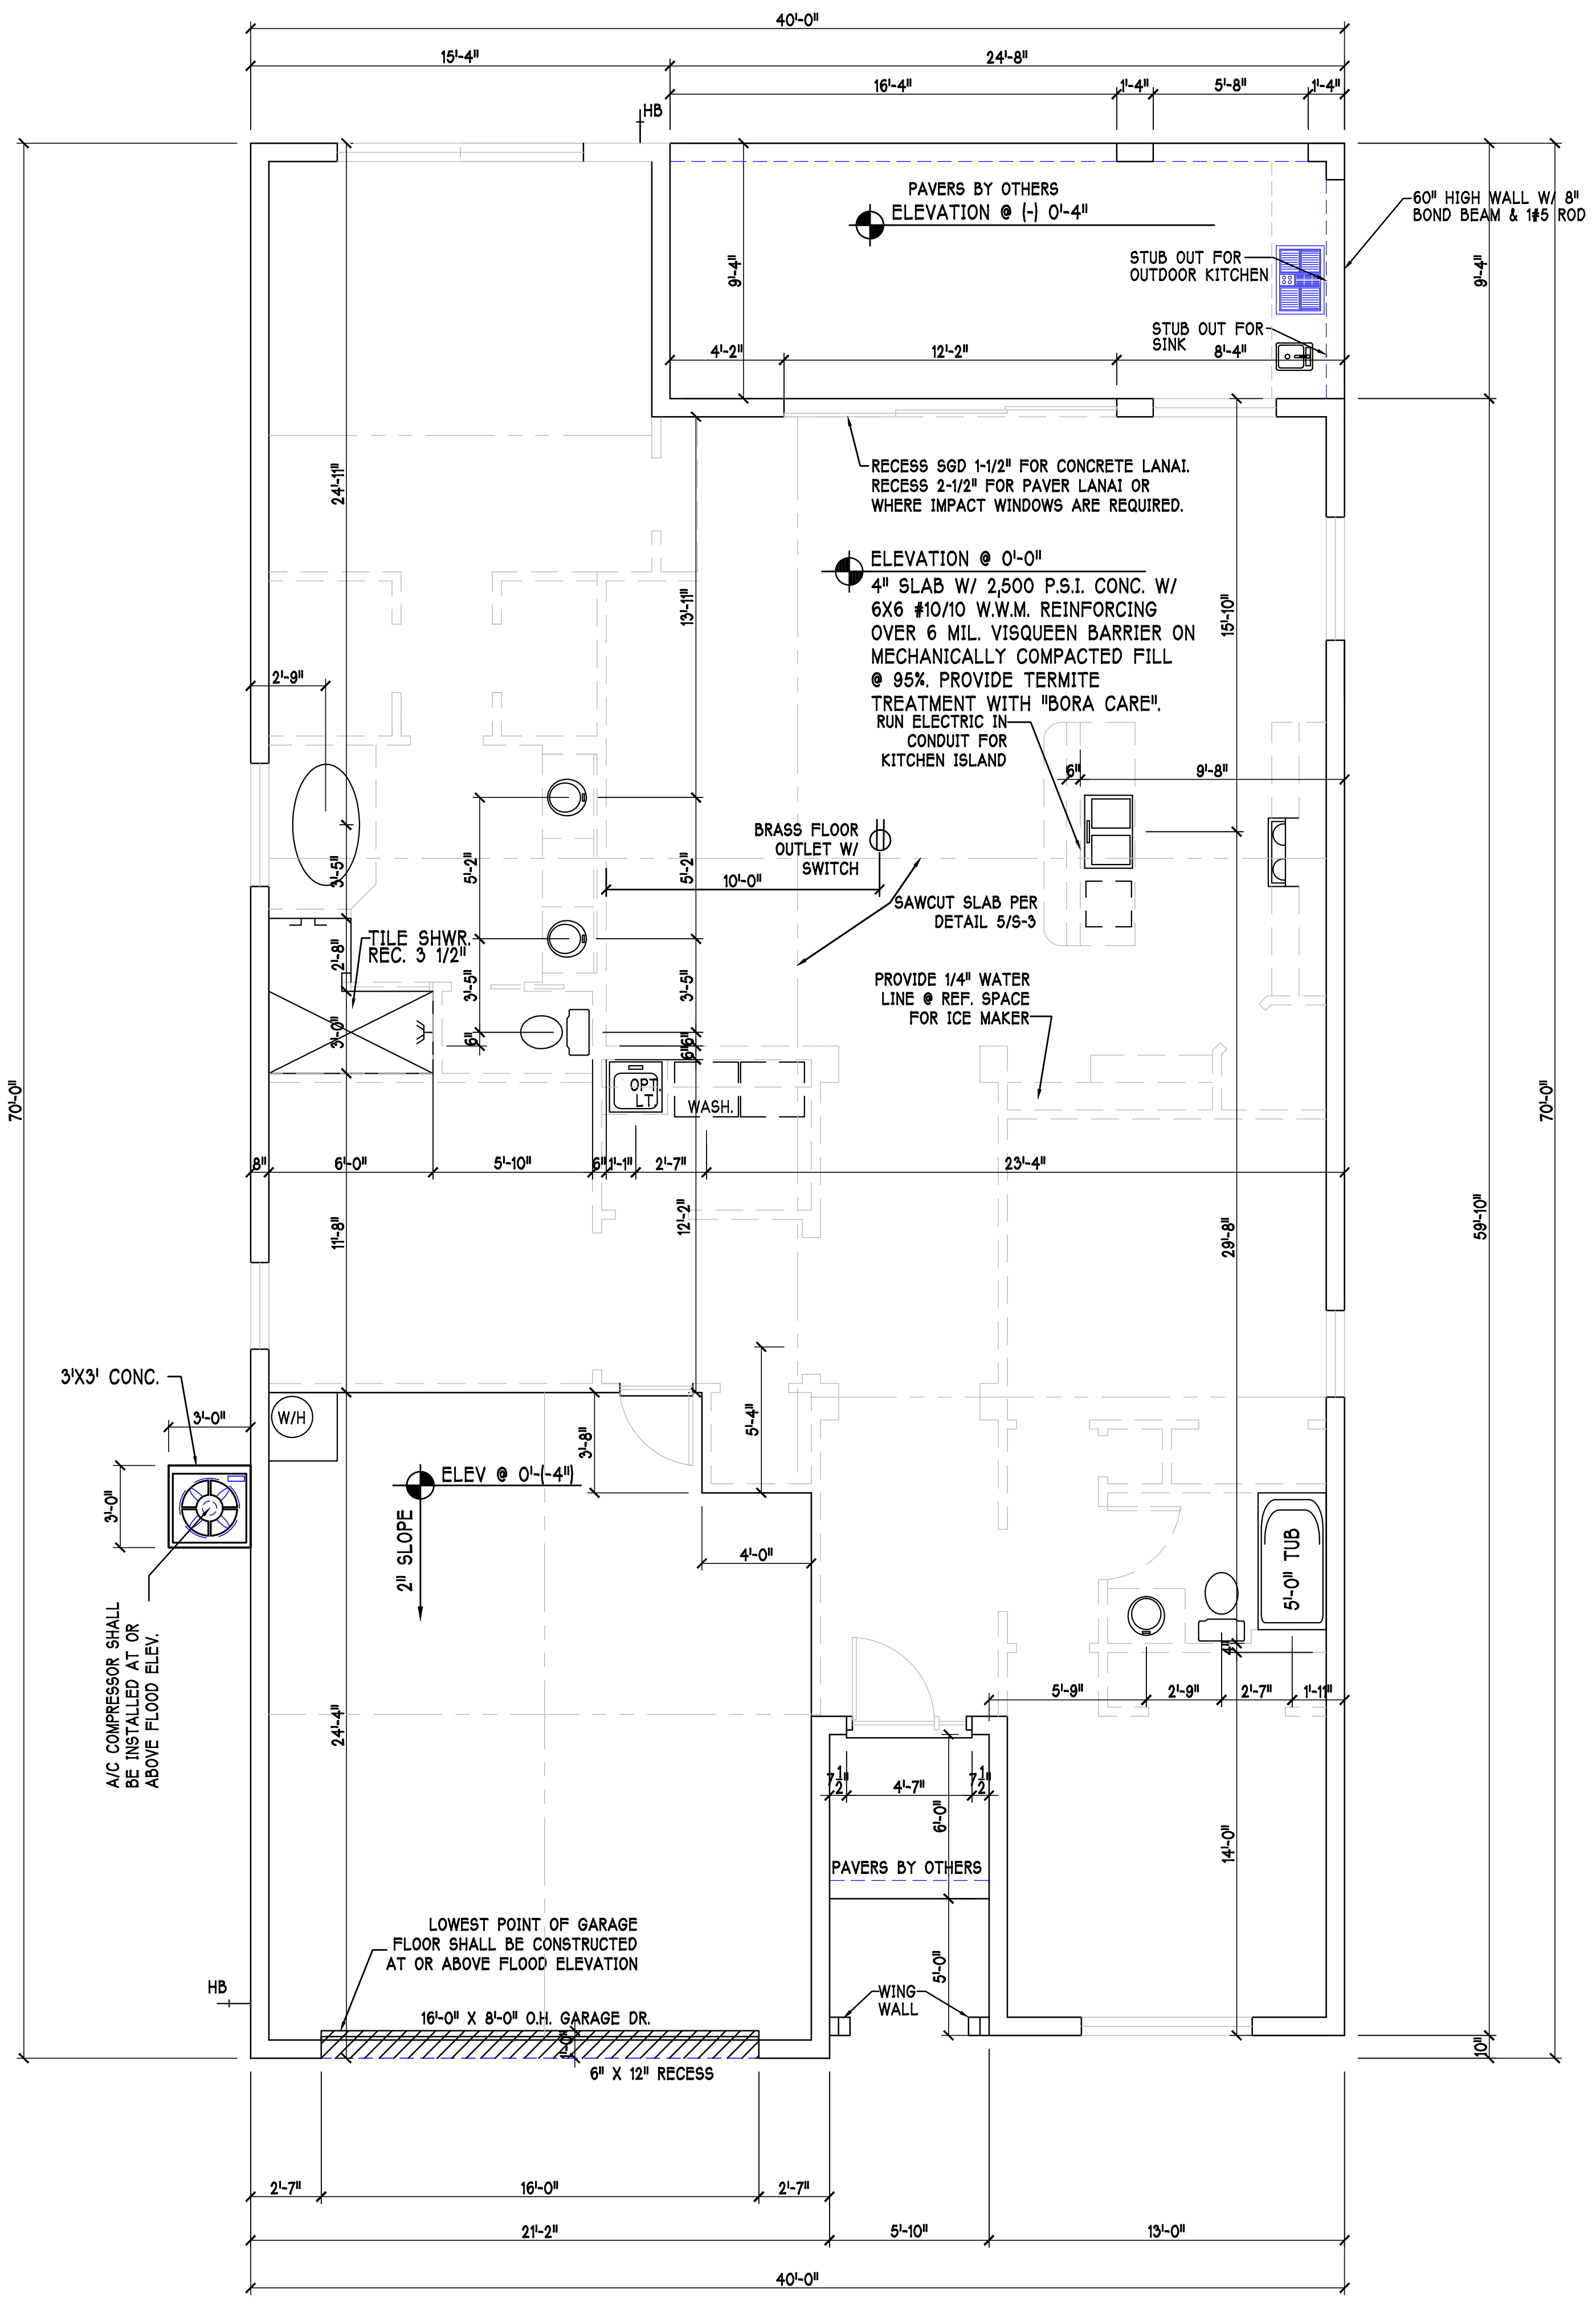 40'-0"
15'-4"
24'-8"
16'-4"
1'-4"
5'-8"
1'-4"
HB
PAVERS BY OTHERS
ELEVATION @ (-) 0'-4"
60" HIGH WALL W/ 8"
BOND BEAM & 1#5 ROD
STUB OUT FOR
OUTDOOR KITCHEN
9'-4"
9'-4"
STUB OUT FOR
SINK
4'-2"
12'-2"
8'-4"
RECESS SGD 1-1/2" FOR CONCRETE LANAI.
RECESS 2-1/2" FOR PAVER LANAI OR
WHERE IMPACT WINDOWS ARE REQUIRED.
24'-11"
ELEVATION @ 0'-0"
4" SLAB W/ 2,500 P.S.I. CONC. W/
6X6 #10/10 W.W.M. REINFORCING
OVER 6 MIL. VISQUEEN BARRIER ON
MECHANICALLY COMPACTED FILL
@ 95%. PROVIDE TERMITE
TREATMENT WITH "BORA CARE".
13'-11"
15'-10"
2'-9"
RUN ELECTRIC IN
CONDUIT FOR
KITCHEN ISLAND
6"
9'-8"
BRASS FLOOR
OUTLET W/
SWITCH
3'-5"
5'-2"
5'-2"
10'-0"
SAWCUT SLAB PER
DETAIL 5/S-3
TILE SHWR.
REC. 3 1/2"
2'-8"
3'-5"
3'-5"
PROVIDE 1/4" WATER
LINE @ REF. SPACE
FOR ICE MAKER
3'-0"
6"
6"
6"
OPT.
LT.
WASH.
70'-0"
70'-0"
8"
6'-0"
5'-10"
6"
1'-1"
2'-7"
23'-4"
11'-8"
12'-2"
29'-8"
59'-10"
3'X3' CONC.
3'-0"
W/H
3'-8"
5'-4"
ELEV @ 0'-(-4")
3'-0"
2" SLOPE
4'-0"
5'-0" TUB
A/C COMPRESSOR SHALL
BE INSTALLED AT OR
ABOVE FLOOD ELEV.
4"
5'-9"
2'-9"
2'-7"
1'-11"
24'-4"
7 1/2"
4'-7"
7 1/2"
6'-0"
14'-0"
PAVERS BY OTHERS
LOWEST POINT OF GARAGE
FLOOR SHALL BE CONSTRUCTED
AT OR ABOVE FLOOD ELEVATION
5'-0"
HB
WING
WALL
16'-0" X 8'-0" O.H. GARAGE DR.
1'-0"
10"
6" X 12" RECESS
2'-7"
16'-0"
2'-7"
21'-2"
5'-10"
13'-0"
40'-0"